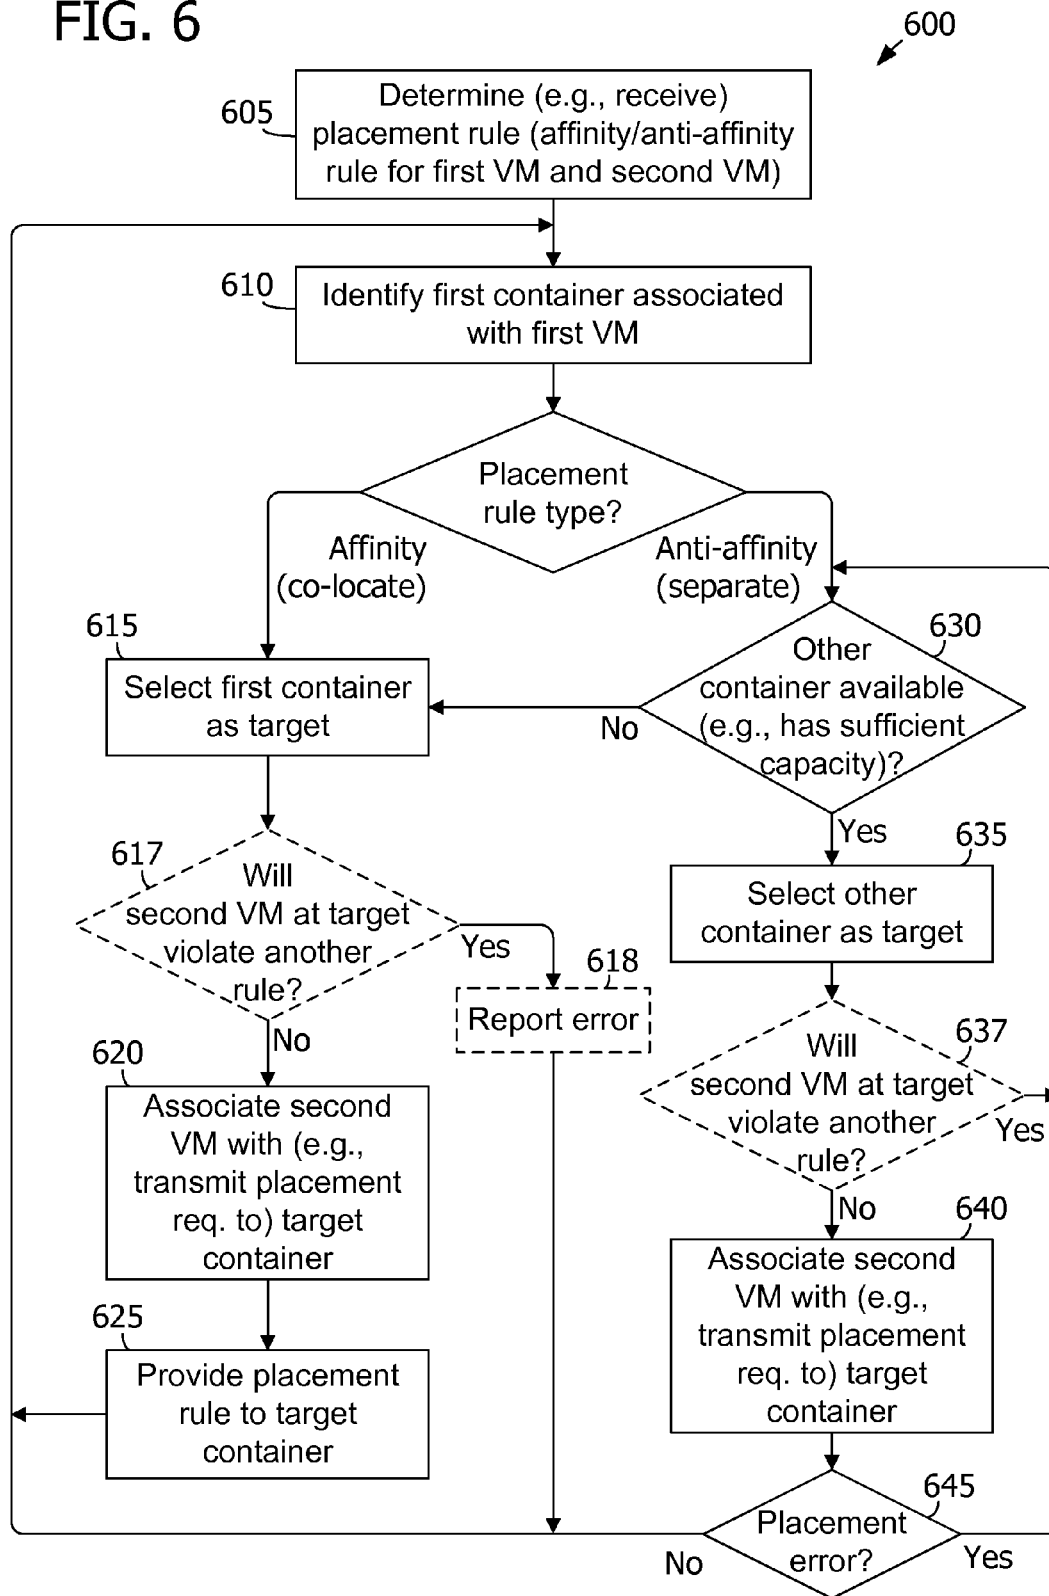 FIG. 6
600
605
Determine (e.g., receive)
placement rule (affinity/anti-affinity
rule for first VM and second VM)
610
Identify first container associated
with first VM
Placement
rule type?
Affinity
(co-locate)
Anti-affinity
(separate)
615
Select first container
as target
630
Other
container available
(e.g., has sufficient
capacity)?
No
Yes
617
Will
second VM at target
violate another
rule?
Yes
618
Report error
No
635
Select other
container as target
637
Will
second VM at target
violate another
rule?
Yes
No
620
Associate second
VM with (e.g.,
transmit placement
req. to) target
container
625
Provide placement
rule to target
container
640
Associate second
VM with (e.g.,
transmit placement
req. to) target
container
645
Placement
error?
No
Yes